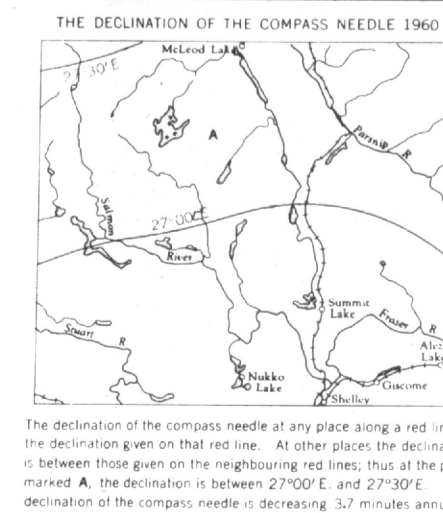 THE DECLINATION OF THE COMPASS NEEDLE 1960
McLeod Lake
27°30'E
A
Parsnip R
Salmon
27°00'E
River
Summit
Lake
Stuart R
Fraser R
Nukko
Lake
Giscome
Shelley
The declination of the compass needle at any place along a red
the declination given on that red line. At other places the
is between those given on the neighbouring red lines; thus at the
marked A, the declination is between 27°00'E. and 27°30'E.
declination of the compass needle is decreasing 3.7 minutes